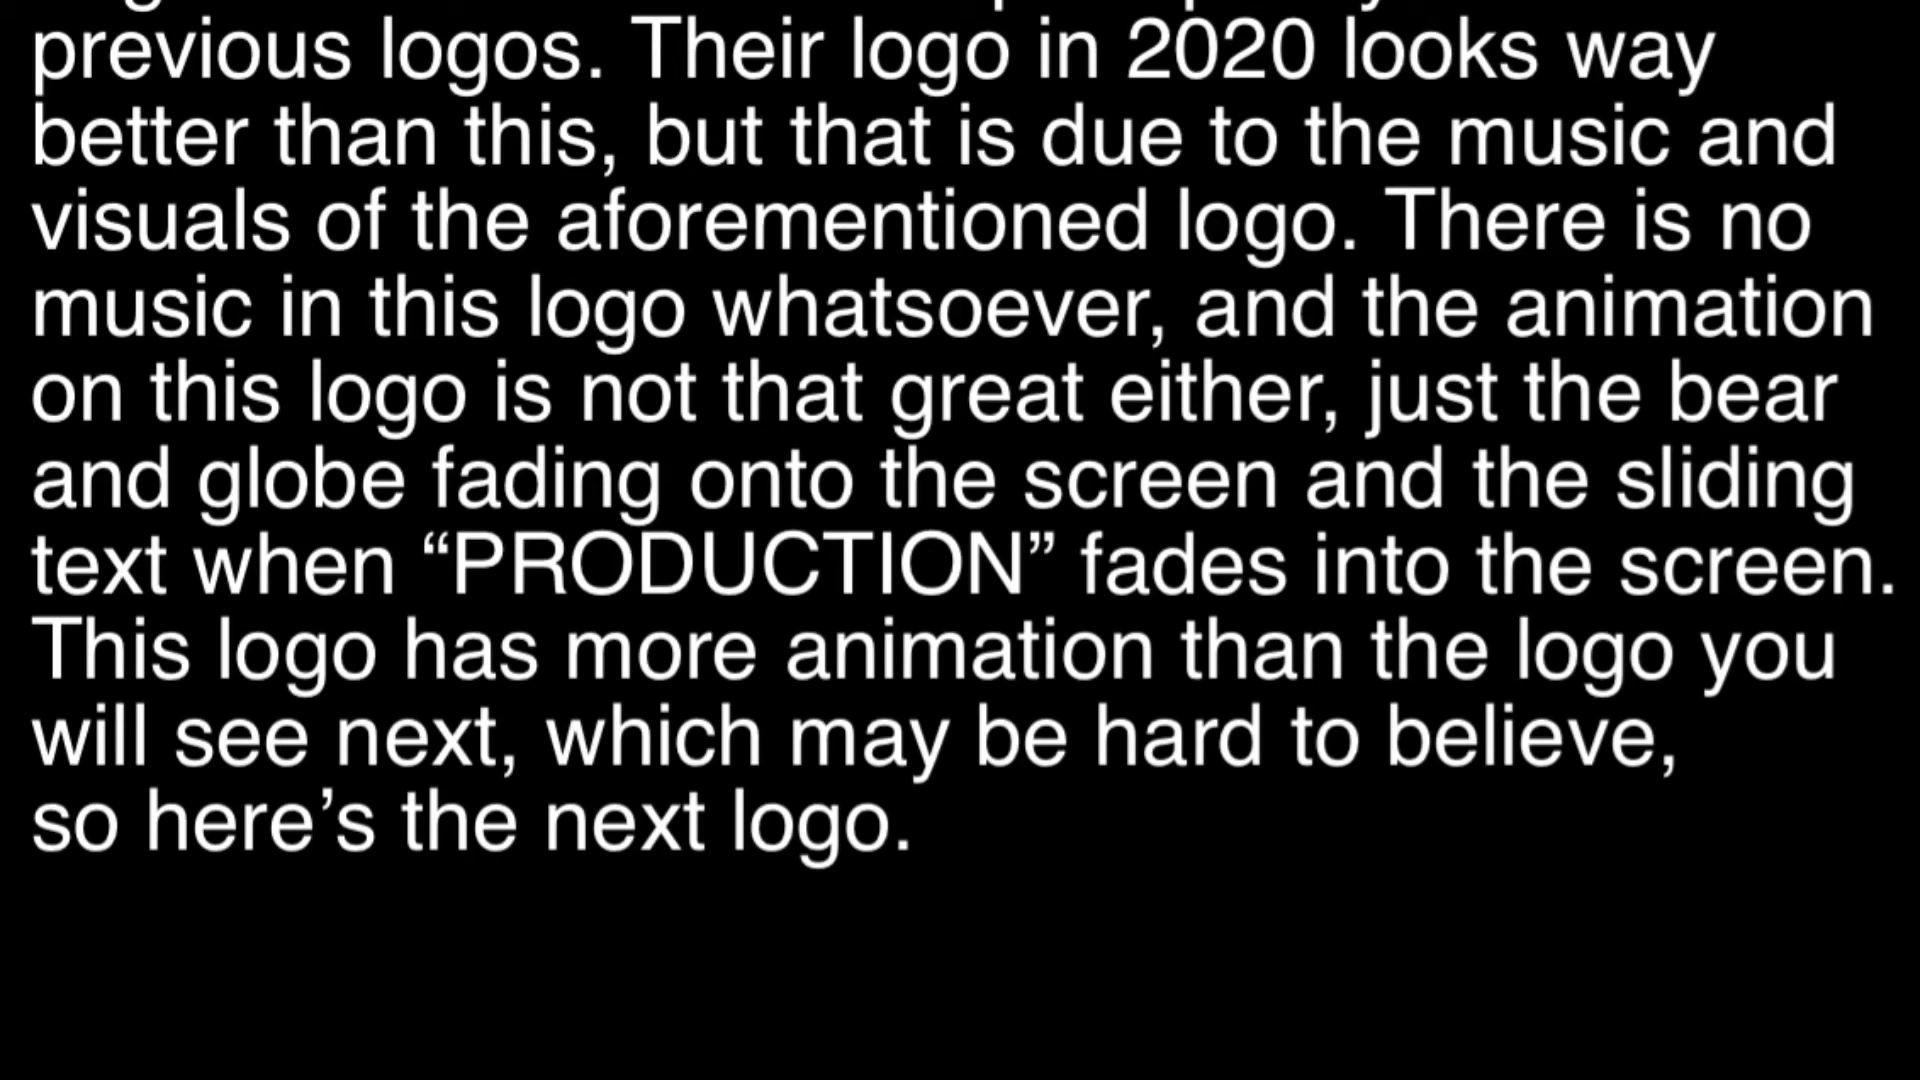 previous logos. Their logo in 2020 looks way
better than this, but that is due to the music and
visuals of the aforementioned logo. There is no
music in this logo whatsoever, and the animation
on this logo is not that great either, just the bear
and globe fading onto the screen and the sliding
text when “PRODUCTION” fades into the screen.
This logo has more animation than the logo you
will see next, which may be hard to believe,
so here’s the next logo.